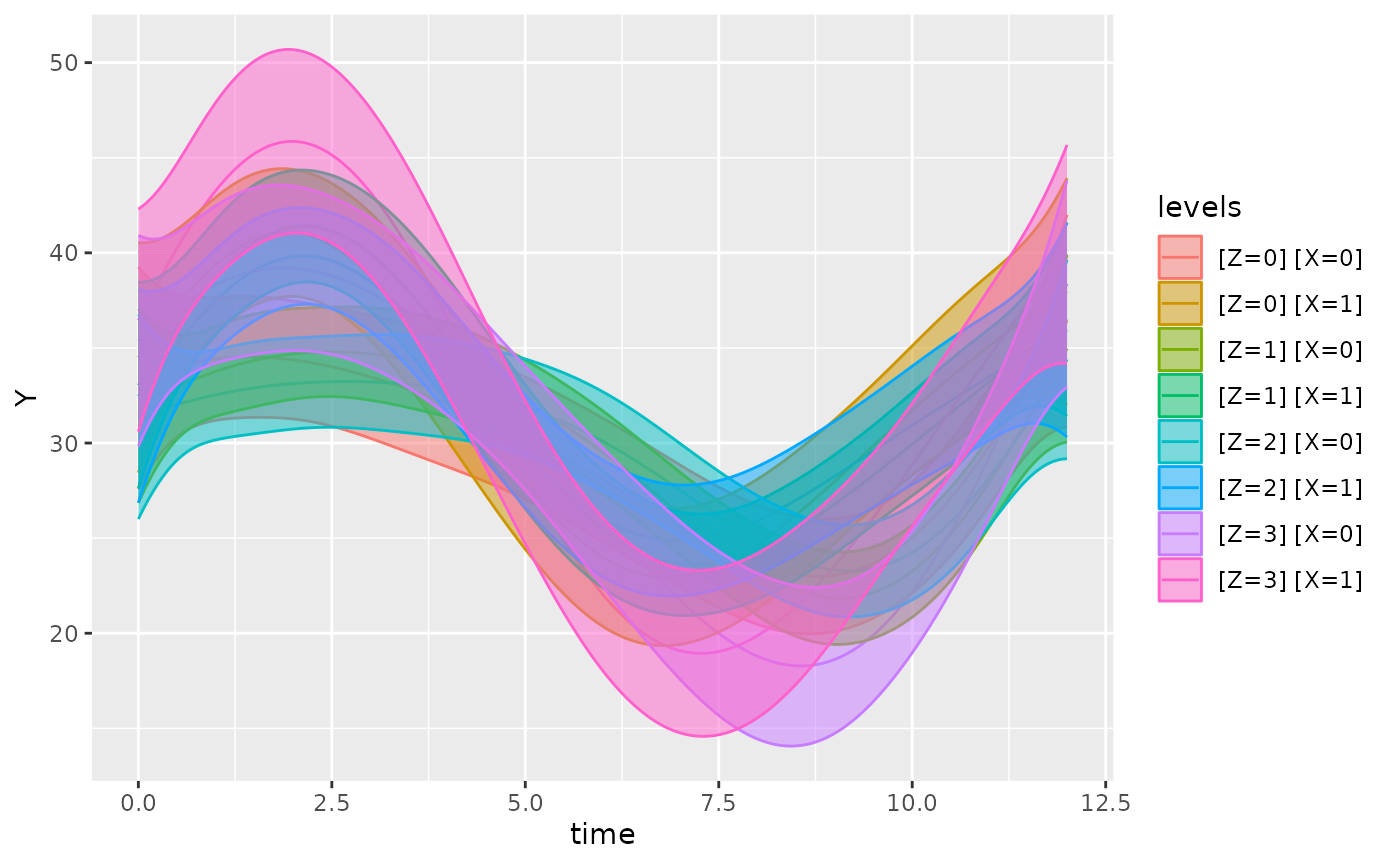 50
40
30
20
Y
0.0 2.5 5.0 7.5 10.0 12.5
time
levels
[Z=0] [X=0]
[Z=0] [X=1]
[Z=1] [X=0]
[Z=1] [X=1]
[Z=2] [X=0]
[Z=2] [X=1]
[Z=3] [X=0]
[Z=3] [X=1]